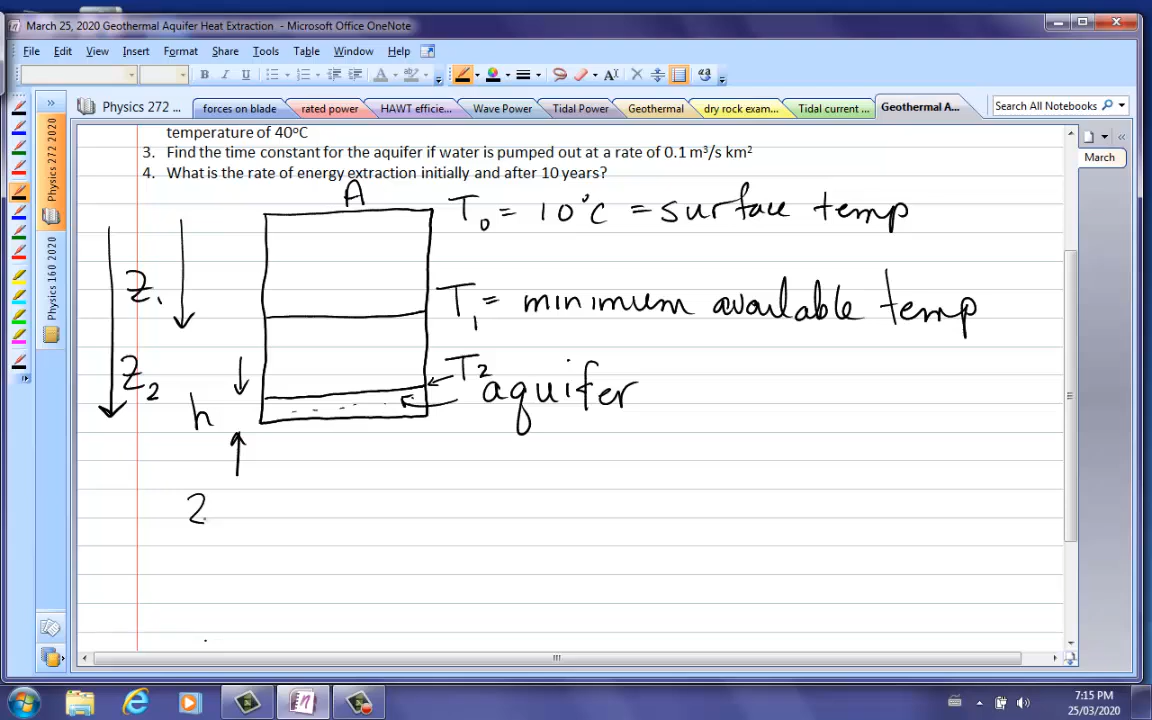 March 25, 2020 Geothermal Aquifer Heat Extraction - Microsoft Office OneNote
File Edit View Insert Format Share Tools Table Window Help
Physics 272 ... forces on blade rated power HAWT efficie... Wave Power Tidal Power Geothermal dry rock exam... Tidal current ... Geothermal A... Search All Notebooks
March
Physics 272 2020
Physics 160 2020
temperature of 40°C
3. Find the time constant for the aquifer if water is pumped out at a rate of 0.1 m³/s km²
4. What is the rate of energy extraction initially and after 10 years?
A
T₀ = 10°C = surface temp
Z₁
T₁ = minimum available temp
Z₂
T₂
h
aquifer
2
7:15 PM
25/03/2020